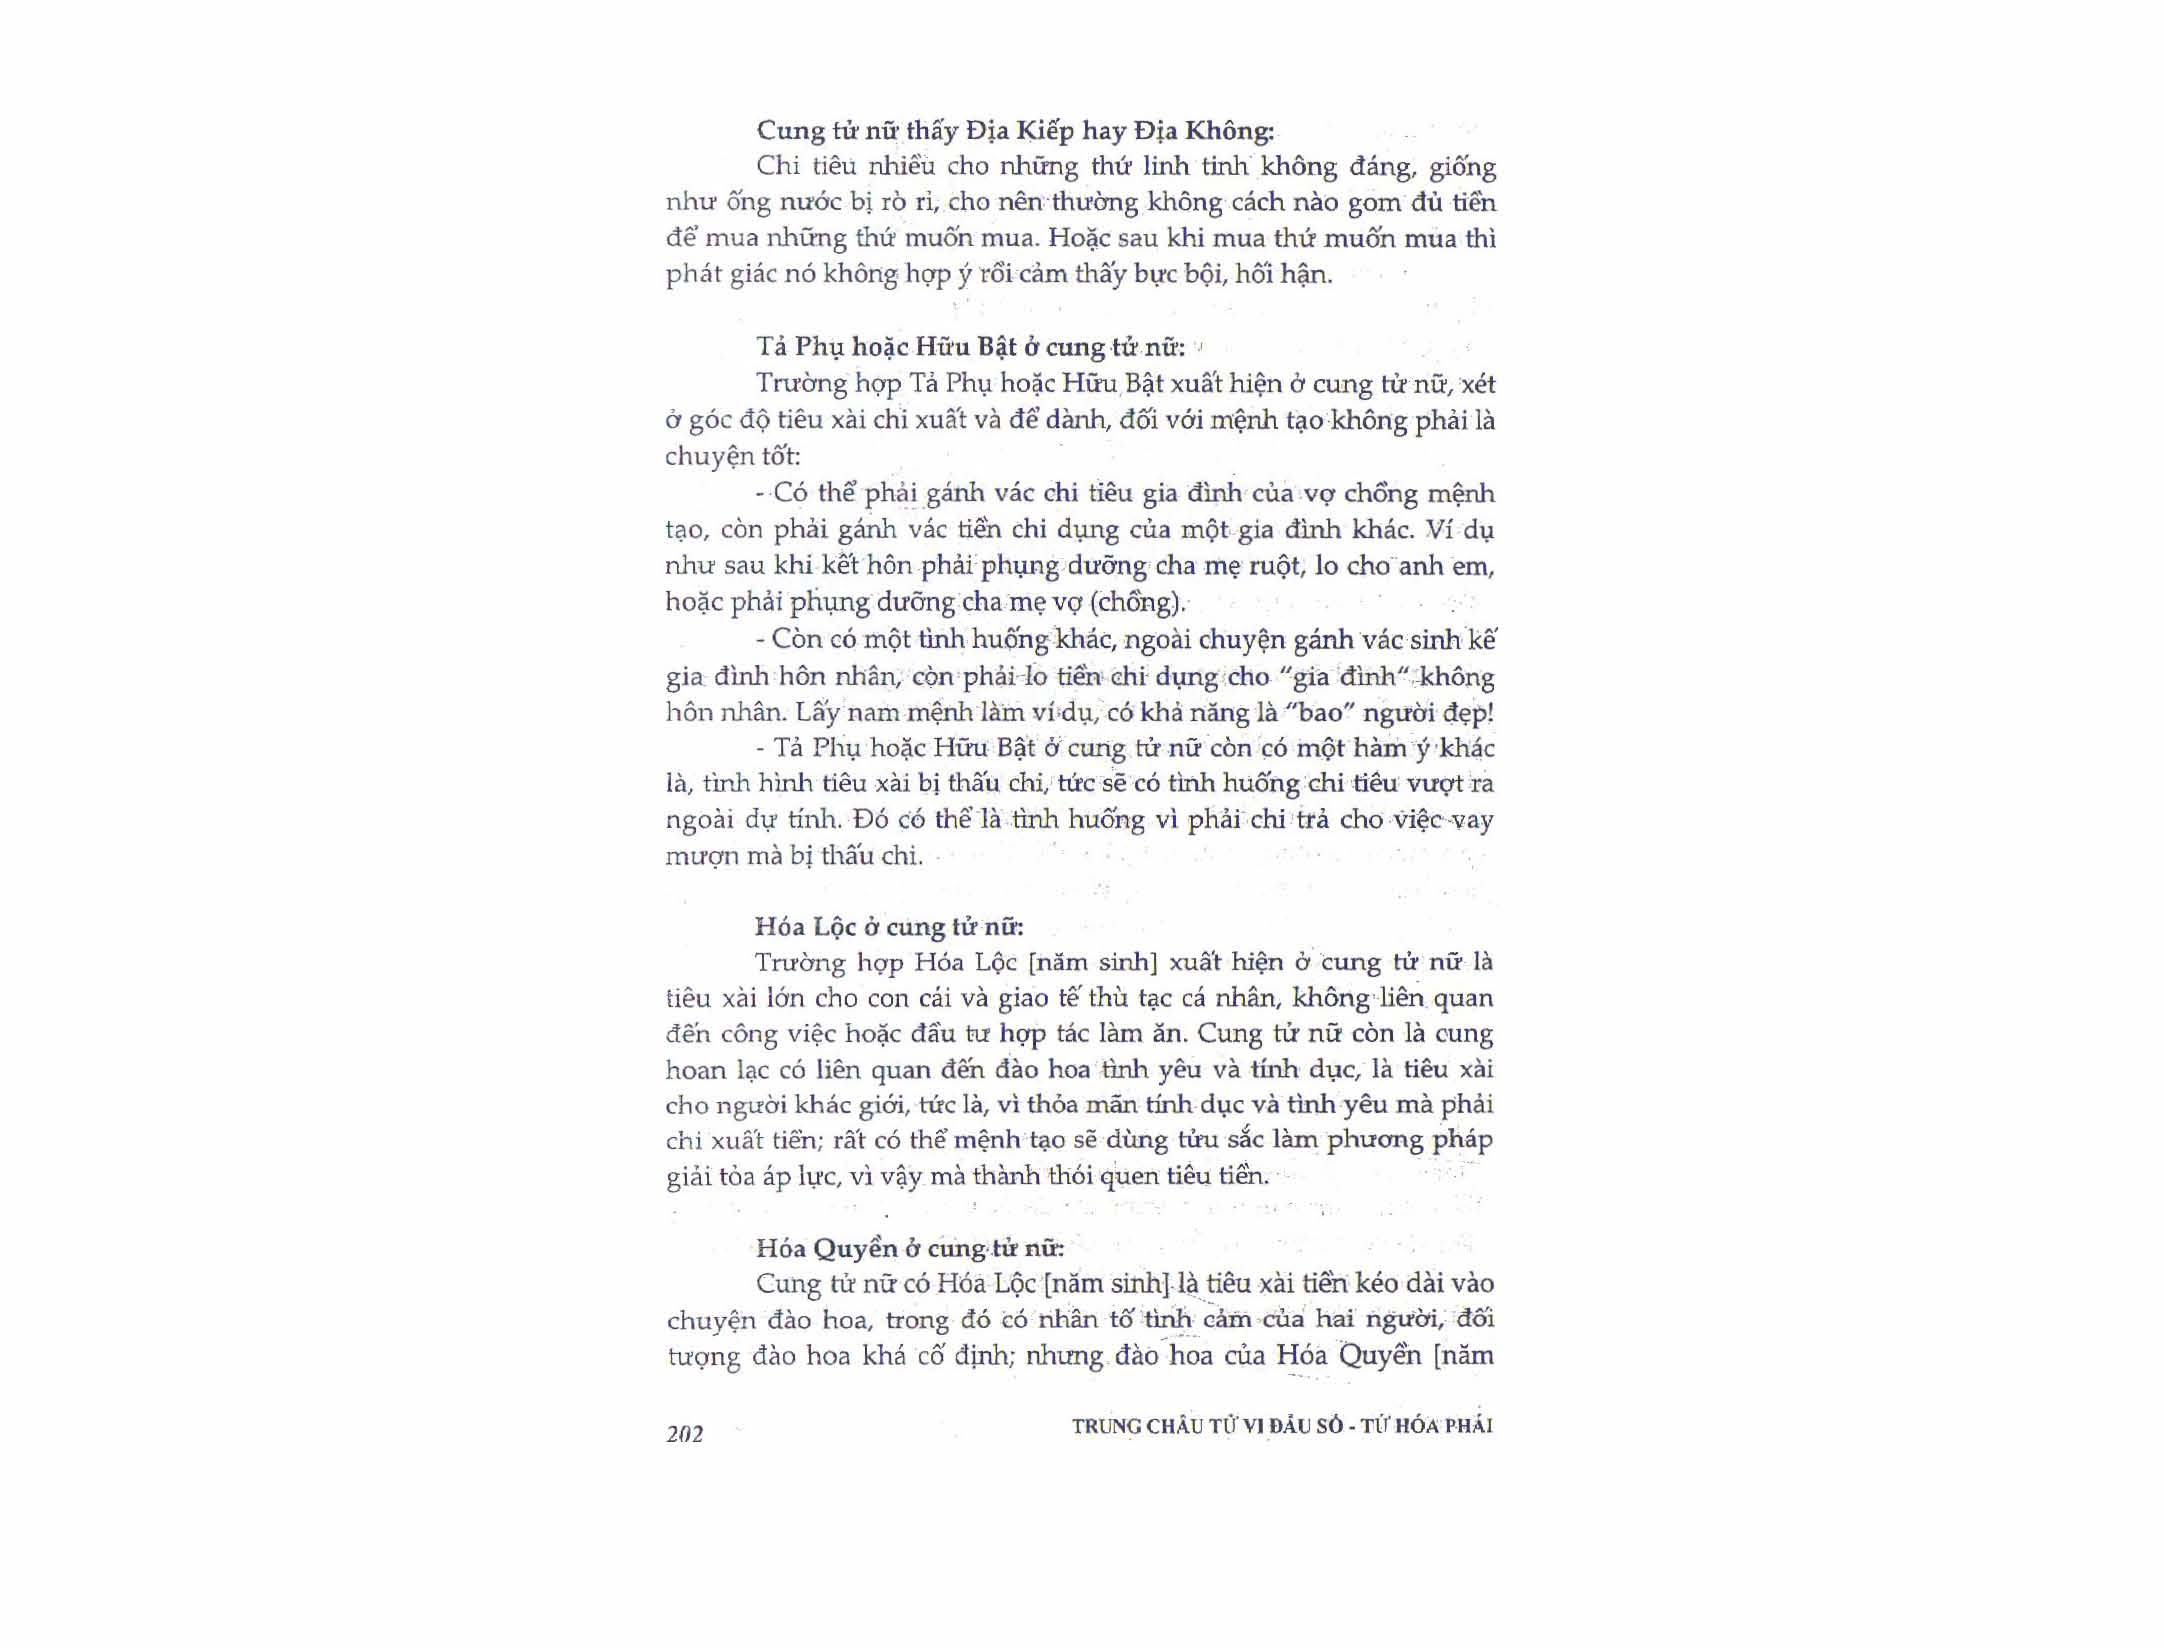 Cung tử nữ thấy Địa Kiếp hay Địa Không:
Chi tiêu nhiều cho những thứ linh tinh không đáng, giống
như ống nước bị rò rỉ, cho nên thường không cách nào gom đủ tiền
để mua những thứ muốn mua. Hoặc sau khi mua thứ muốn mua thì
phát giác nó không hợp ý rồi cảm thấy bực bội, hối hận.
Tả Phụ hoặc Hữu Bật ở cung tử nữ:
Trường hợp Tả Phụ hoặc Hữu Bật xuất hiện ở cung tử nữ, xét
ở góc độ tiêu xài chi xuất và để dành, đối với mệnh tạo không phải là
chuyện tốt:
- Có thể phải gánh vác chi tiêu gia đình của vợ chồng mệnh
tạo, còn phải gánh vác tiền chi dụng của một gia đình khác. Ví dụ
như sau khi kết hôn phải phụng dưỡng cha mẹ ruột, lo cho anh em,
hoặc phải phụng dưỡng cha mẹ vợ (chồng).
- Còn có một tình huống khác, ngoài chuyện gánh vác sinh kế
gia đình hôn nhân, còn phải lo tiền chi dụng cho "gia đình" không
hôn nhân. Lấy nam mệnh làm ví dụ, có khả năng là "bao" người đẹp!
- Tả Phụ hoặc Hữu Bật ở cung tử nữ còn có một hàm ý khác
là, tình hình tiêu xài bị thấu chi, tức sẽ có tình huống chi tiêu vượt ra
ngoài dự tính. Đó có thể là tình huống vì phải chi trả cho việc vay
mượn mà bị thấu chi.
Hóa Lộc ở cung tử nữ:
Trường hợp Hóa Lộc [năm sinh] xuất hiện ở cung tử nữ là
tiêu xài lớn cho con cái và giao tế thù tạc cá nhân, không liên quan
đến công việc hoặc đầu tư hợp tác làm ăn. Cung tử nữ còn là cung
hoan lạc có liên quan đến đào hoa tình yêu và tính dục, là tiêu xài
cho người khác giới, tức là, vì thỏa mãn tính dục và tình yêu mà phải
chi xuất tiền; rất có thể mệnh tạo sẽ dùng tửu sắc làm phương pháp
giải tỏa áp lực, vì vậy mà thành thói quen tiêu tiền.
Hóa Quyền ở cung tử nữ:
Cung tử nữ có Hóa Lộc [năm sinh] là tiêu xài tiền kéo dài vào
chuyện đào hoa, trong đó có nhân tố tình cảm của hai người, đối
tượng đào hoa khá cố định; nhưng đào hoa của Hóa Quyền [năm
202
TRUNG CHÂU TỬ VI ĐẨU SỐ - TỨ HÓA PHÁI